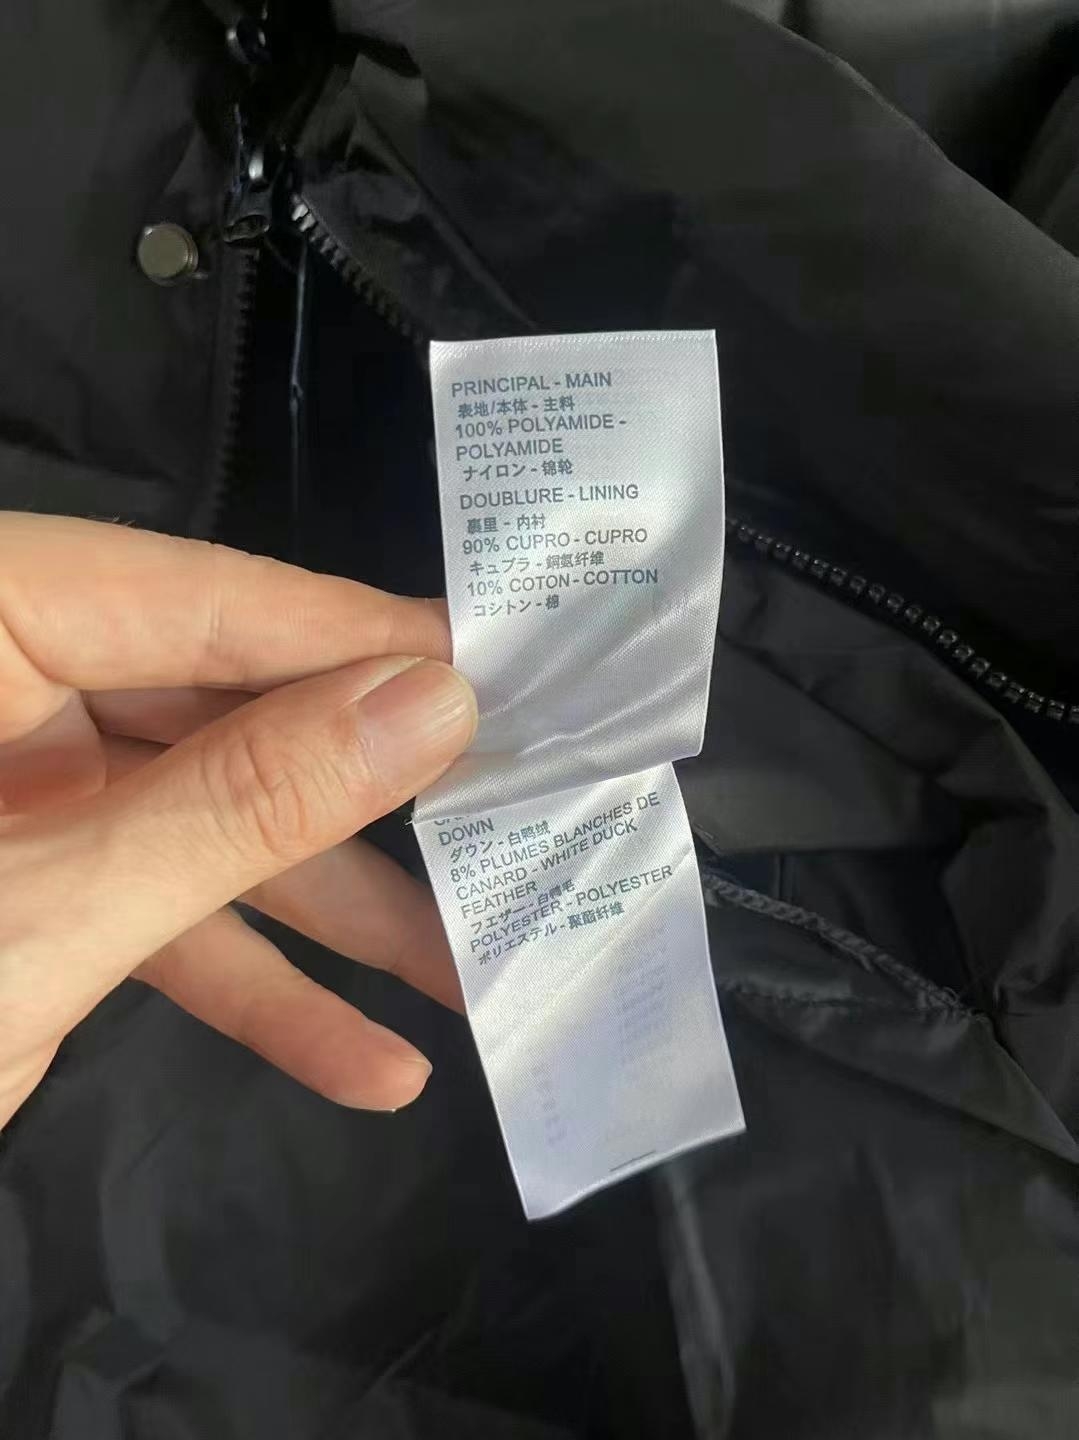 PRINCIPAL - MAIN
表地/本体 - 主料
100% POLYAMIDE -
POLYAMIDE
ナイロン - 锦轮
DOUBLURE - LINING
裏里 - 内衬
90% CUPRO - CUPRO
キュプラ - 銅氨纤维
10% COTON - COTTON
コシトン - 棉
DOWN
ダウン - 白鸭绒
8% PLUMES BLANCHES DE
CANARD - WHITE DUCK
FEATHER
フエザー - 白鸭毛
POLYESTER - POLYESTER
ポリエステル - 聚酯纤维